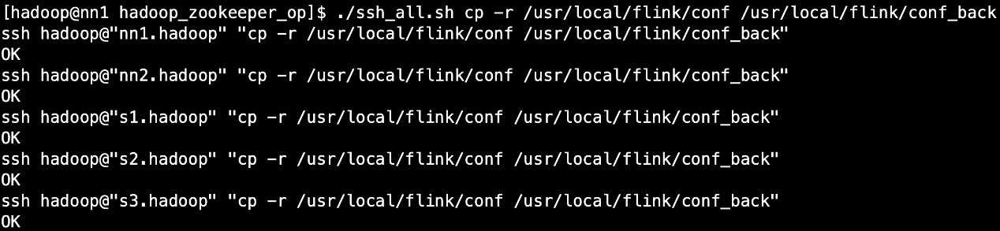 [hadoop@nn1 hadoop_zookeeper_op]$ ./ssh_all.sh cp -r /usr/local/flink/conf /usr/local/flink/conf_back
ssh hadoop@"nn1.hadoop" "cp -r /usr/local/flink/conf /usr/local/flink/conf_back"
OK
ssh hadoop@"nn2.hadoop" "cp -r /usr/local/flink/conf /usr/local/flink/conf_back"
OK
ssh hadoop@"s1.hadoop" "cp -r /usr/local/flink/conf /usr/local/flink/conf_back"
OK
ssh hadoop@"s2.hadoop" "cp -r /usr/local/flink/conf /usr/local/flink/conf_back"
OK
ssh hadoop@"s3.hadoop" "cp -r /usr/local/flink/conf /usr/local/flink/conf_back"
OK